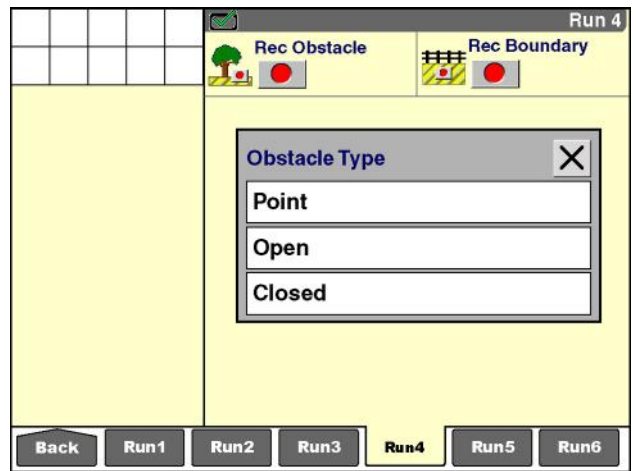 Run 4
Rec Obstacle
Rec Boundary
Obstacle Type
Point
Open
Closed
Back Run1 Run2 Run3 Run4 Run5 Run6